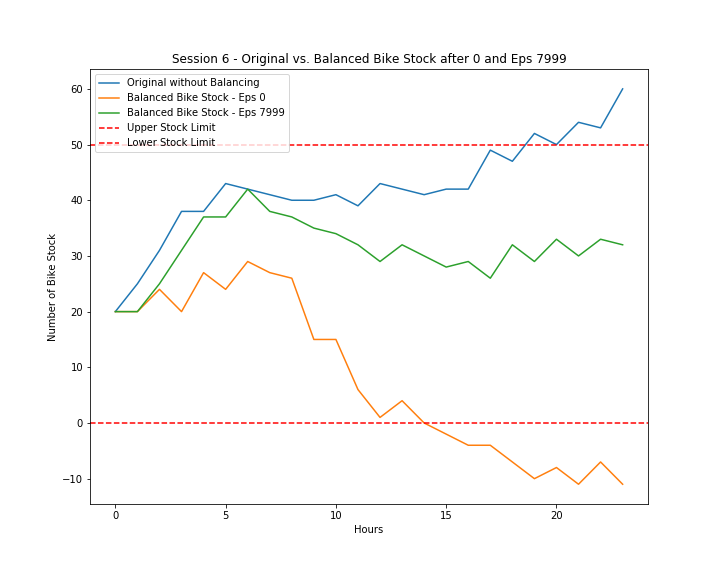 Session 6 - Original vs. Balanced Bike Stock after 0 and Eps 7999
Original without Balancing
Balanced Bike Stock - Eps 0
Balanced Bike Stock - Eps 7999
Upper Stock Limit
Lower Stock Limit
60
50
40
30
20
10
0
−10
Number of Bike Stock
0
5
10
15
20
Hours